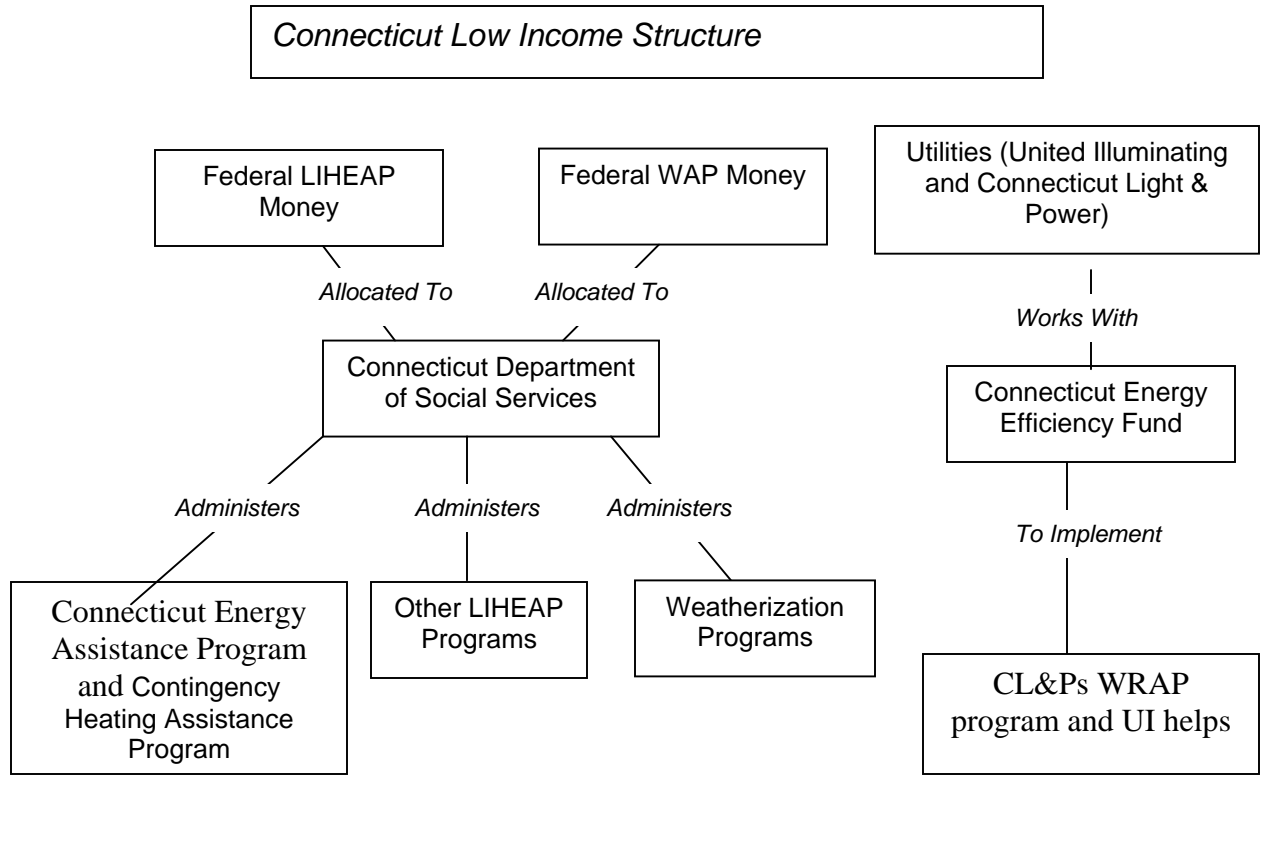 Connecticut Low Income Structure
Federal LIHEAP
Money
Federal WAP Money
Utilities (United Illuminating
and Connecticut Light &
Power)
Allocated To
Allocated To
Works With
Connecticut Department
of Social Services
Connecticut Energy
Efficiency Fund
Administers
Administers
Administers
To Implement
Connecticut Energy
Assistance Program
and Contingency
Heating Assistance
Program
Other LIHEAP
Programs
Weatherization
Programs
CL&Ps WRAP
program and UI helps